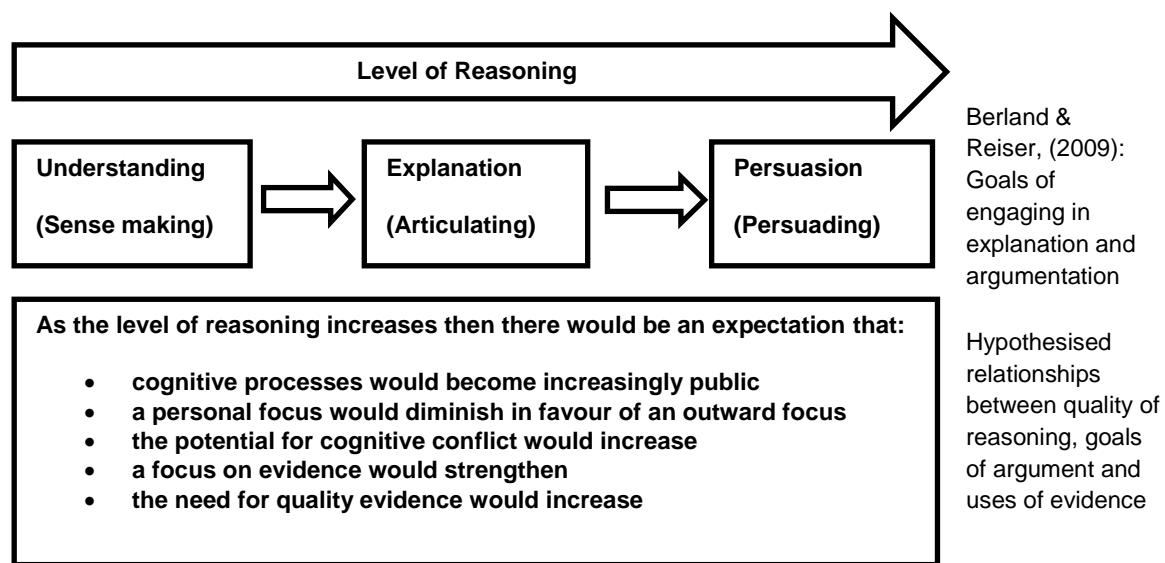 Level of Reasoning
Understanding
(Sense making)
Explanation
(Articulating)
Persuasion
(Persuading)
Berland &
Reiser, (2009):
Goals of
engaging in
explanation and
argumentation
As the level of reasoning increases then there would be an expectation that:
• cognitive processes would become increasingly public
• a personal focus would diminish in favour of an outward focus
• the potential for cognitive conflict would increase
• a focus on evidence would strengthen
• the need for quality evidence would increase
Hypothesised
relationships
between quality of
reasoning, goals
of argument and
uses of evidence